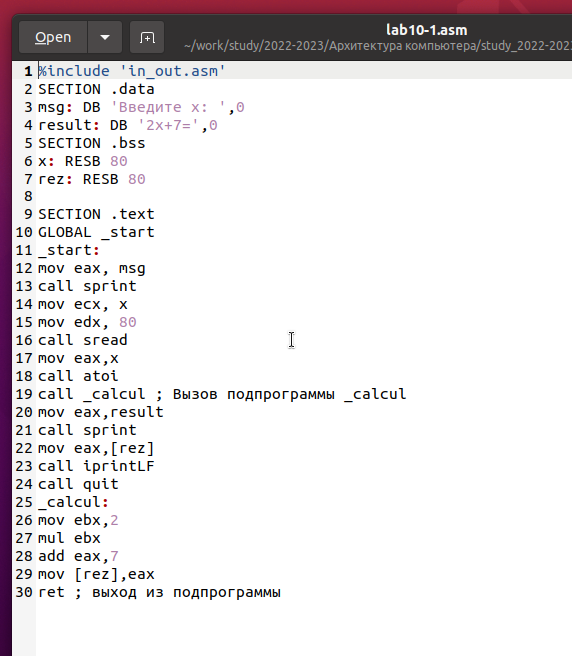 Open
lab10-1.asm
~/work/study/2022-2023/Архитектура компьютера/study_2022-202
1 %include 'in_out.asm'
2 SECTION .data
3 msg: DB 'Введите x: ',0
4 result: DB '2x+7=',0
5 SECTION .bss
6 x: RESB 80
7 rez: RESB 80
8
9 SECTION .text
10 GLOBAL _start
11 _start:
12 mov eax, msg
13 call sprint
14 mov ecx, x
15 mov edx, 80
16 call sread
17 mov eax,x
18 call atoi
19 call _calcul ; Вызов подпрограммы _calcul
20 mov eax,result
21 call sprint
22 mov eax,[rez]
23 call iprintLF
24 call quit
25 _calcul:
26 mov ebx,2
27 mul ebx
28 add eax,7
29 mov [rez],eax
30 ret ; выход из подпрограммы